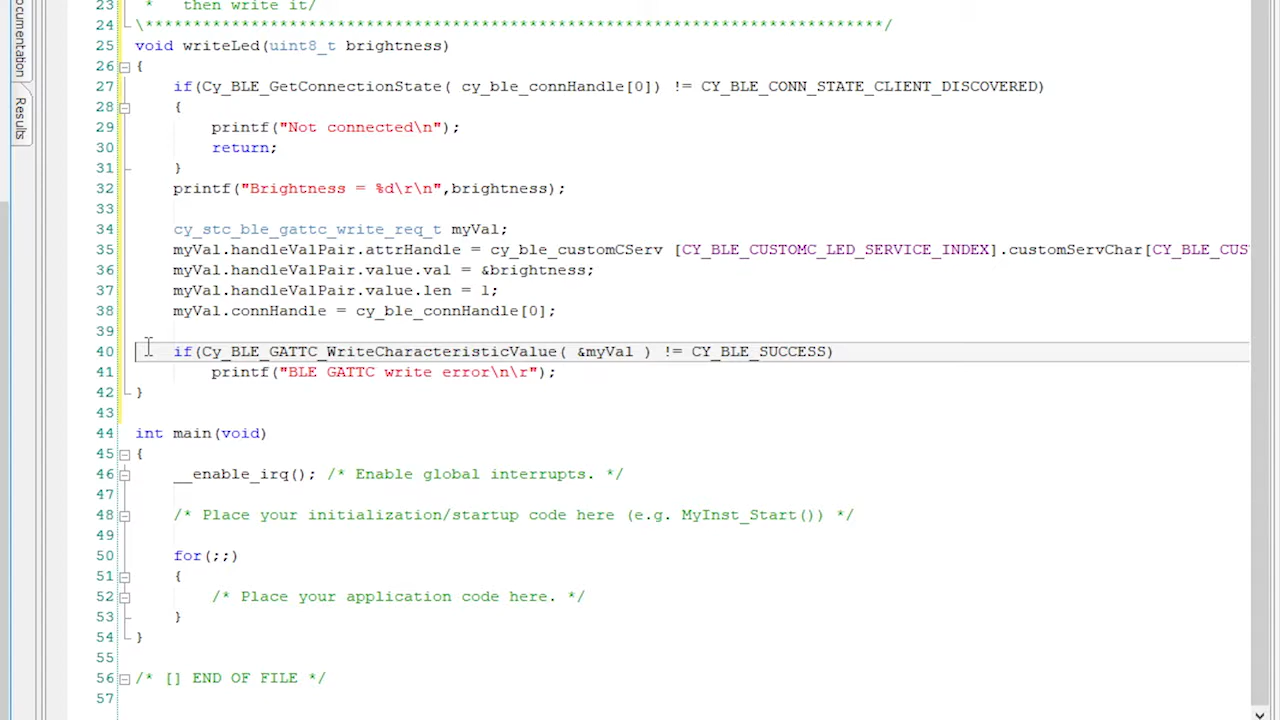 ocumentation
Results
23 * then write it/
24 \*****************************************************************************/
25 void writeLed(uint8_t brightness)
26 {
27 if(Cy_BLE_GetConnectionState( cy_ble_connHandle[0]) != CY_BLE_CONN_STATE_CLIENT_DISCOVERED)
28 {
29 printf("Not connected\n");
30 return;
31 }
32 printf("Brightness = %d\r\n",brightness);
33
34 cy_stc_ble_gattc_write_req_t myVal;
35 myVal.handleValPair.attrHandle = cy_ble_customCServ [CY_BLE_CUSTOMC_LED_SERVICE_INDEX].customServChar[CY_BLE_CUS
36 myVal.handleValPair.value.val = &brightness;
37 myVal.handleValPair.value.len = 1;
38 myVal.connHandle = cy_ble_connHandle[0];
39
40 if(Cy_BLE_GATTC_WriteCharacteristicValue( &myVal ) != CY_BLE_SUCCESS)
41 printf("BLE GATTC write error\n\r");
42 }
43
44 int main(void)
45 {
46 __enable_irq(); /* Enable global interrupts. */
47
48 /* Place your initialization/startup code here (e.g. MyInst_Start()) */
49
50 for(;;)
51 {
52 /* Place your application code here. */
53 }
54 }
55
56 /* [] END OF FILE */
57